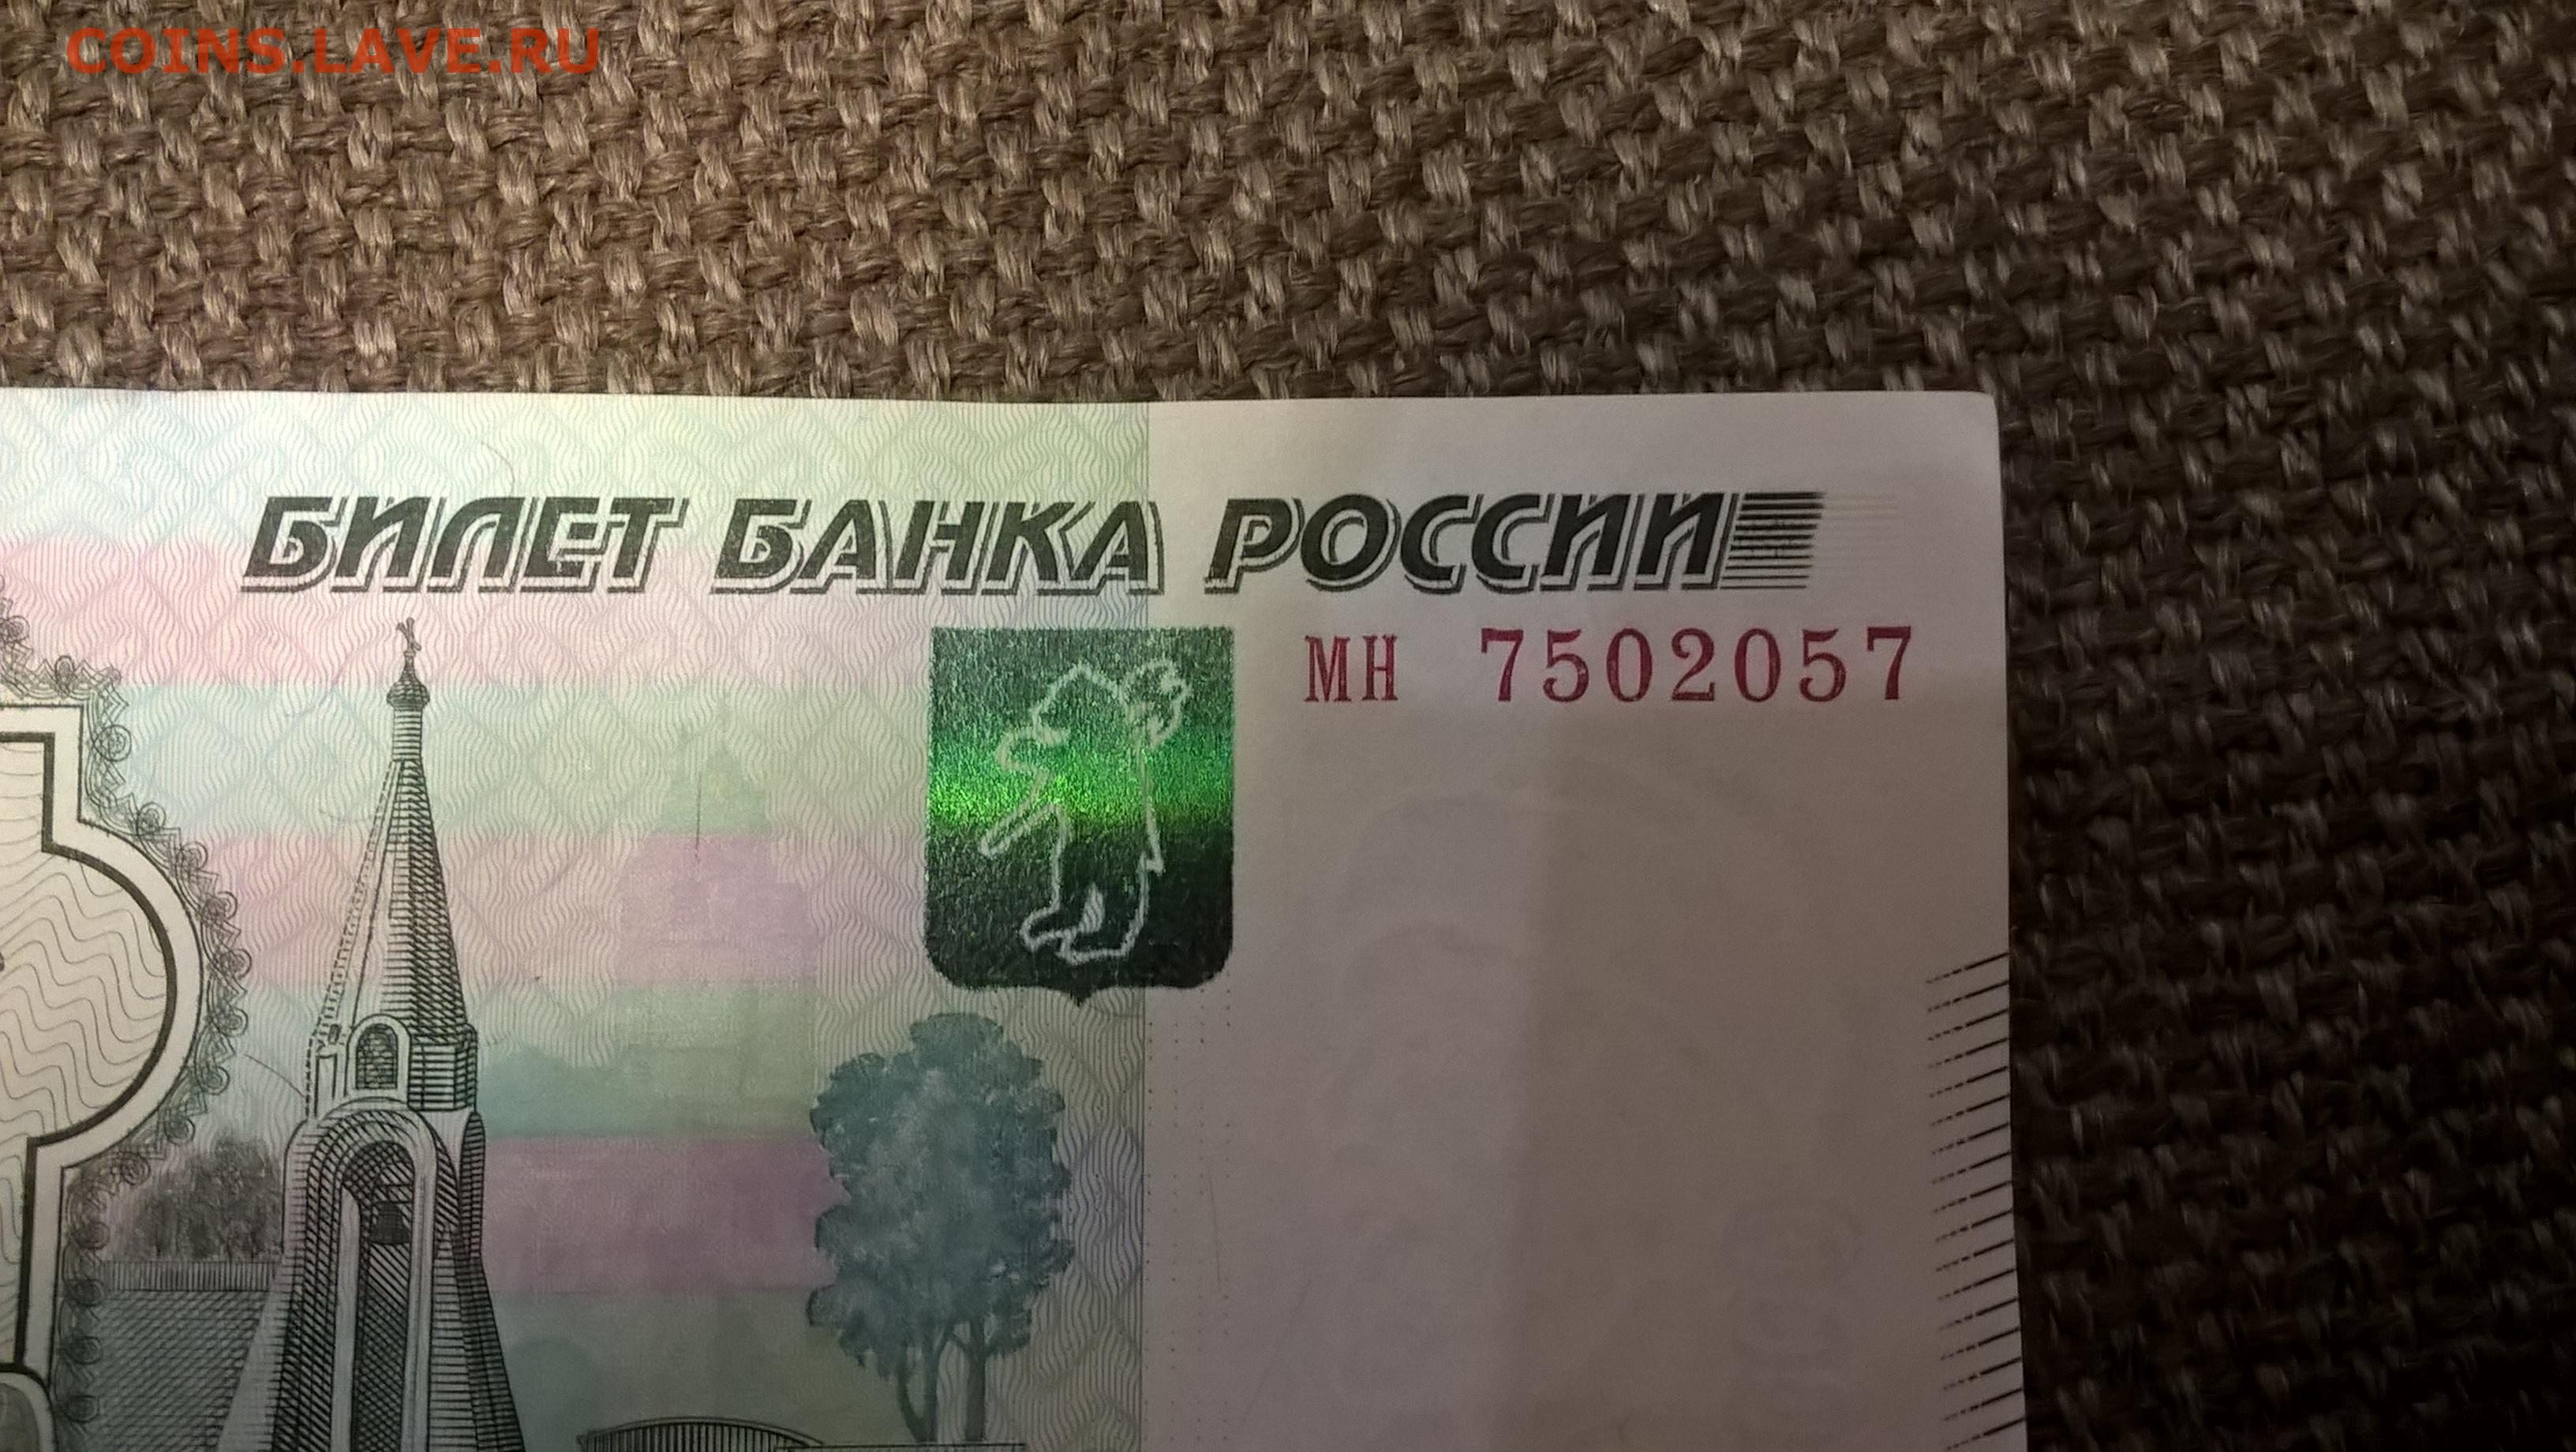 COINS.LAVE.RU
БИЛЕТ БАНКА РОССИИ
мн 7502057